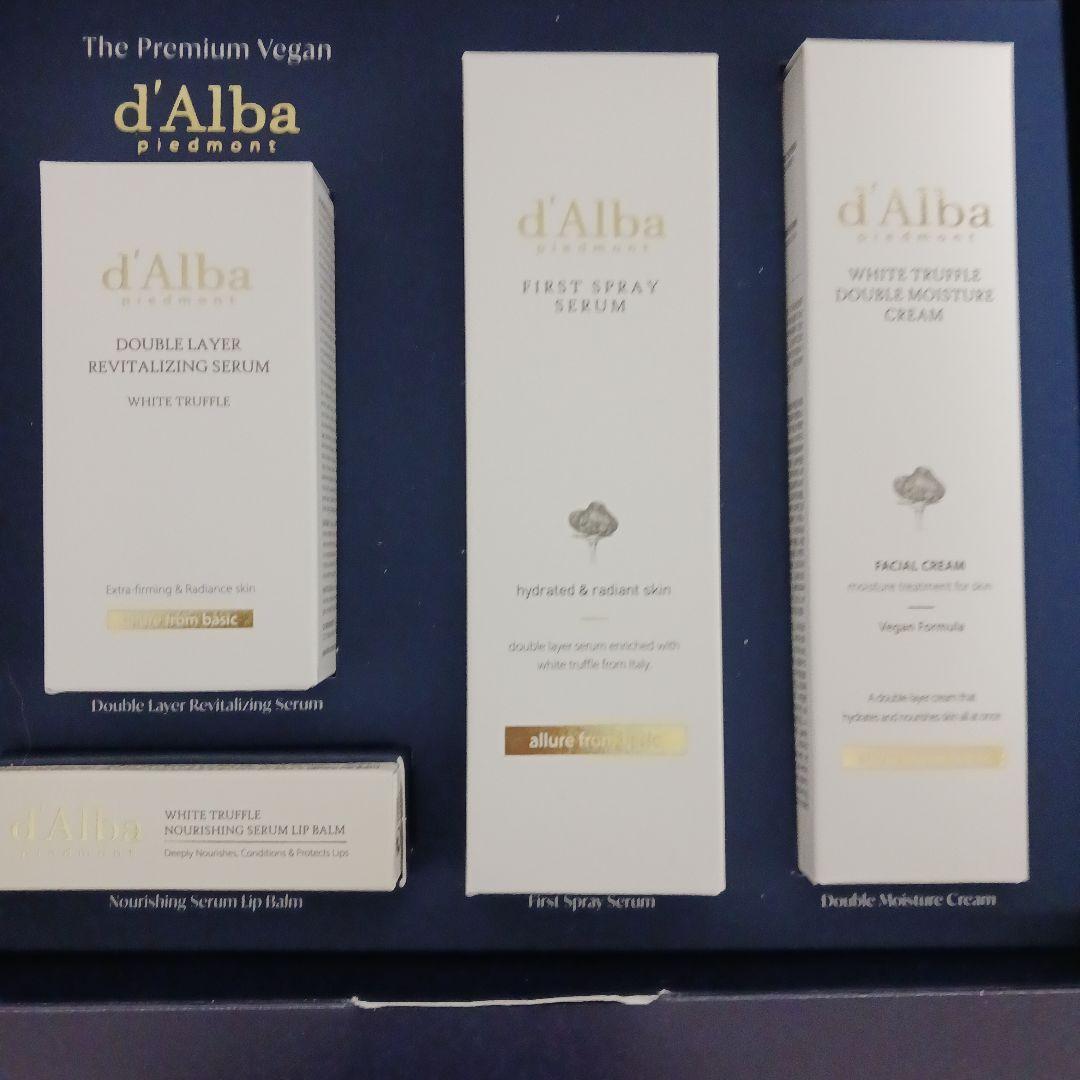 The Premium Vegan
d'Alba
piedmont
d'Alba
piedmont
DOUBLE LAYER
REVITALIZING SERUM
WHITE TRUFFLE
Extra-firming & Radiance skin
allure from basic
Double Layer Revitalizing Serum
d'Alba
piedmont
WHITE TRUFFLE
NOURISHING SERUM LIP BALM
Deeply Nourishes, Conditions & Protects Lips
Nourishing Serum Lip Balm
d'Alba
piedmont
FIRST SPRAY
SERUM
hydrated & radiant skin
double layer serum enriched with
white truffle from Italy.
allure from basic
First Spray Serum
d'Alba
piedmont
WHITE TRUFFLE
DOUBLE MOISTURE
CREAM
FACIAL CREAM
moisture treatment for skin
Vegan Formula
A double layer cream that
hydrates and nourishes skin all at once
Double Moisture Cream